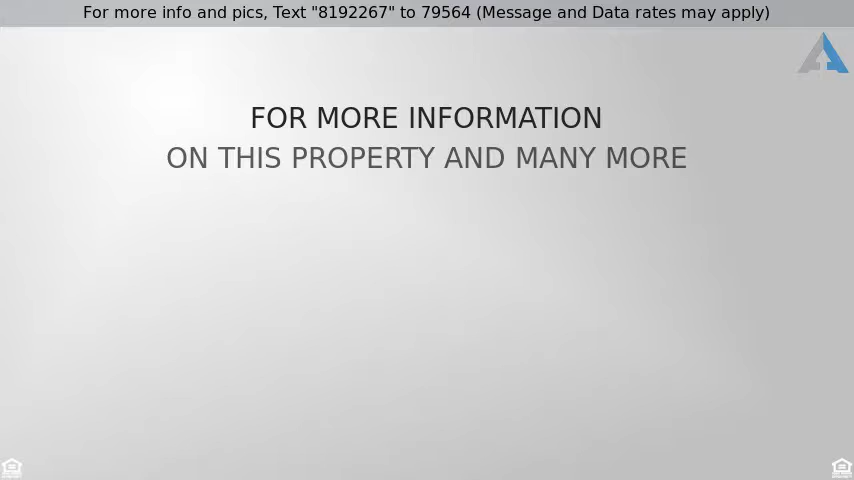 For more info and pics, Text "8192267" to 79564 (Message and Data rates may apply)
FOR MORE INFORMATION
ON THIS PROPERTY AND MANY MORE